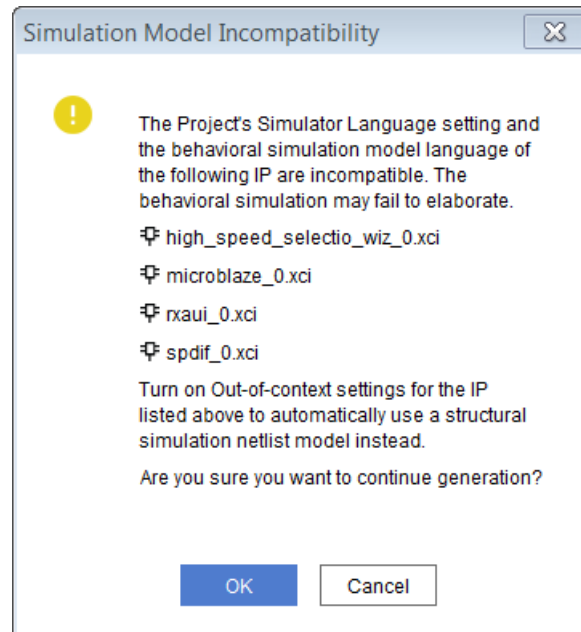 Simulation Model Incompatibility
The Project's Simulator Language setting and
the behavioral simulation model language of
the following IP are incompatible. The
behavioral simulation may fail to elaborate.
high_speed_selectio_wiz_0.xci
microblaze_0.xci
rxaui_0.xci
spdif_0.xci
Turn on Out-of-context settings for the IP
listed above to automatically use a structural
simulation netlist model instead.
Are you sure you want to continue generation?
OK
Cancel